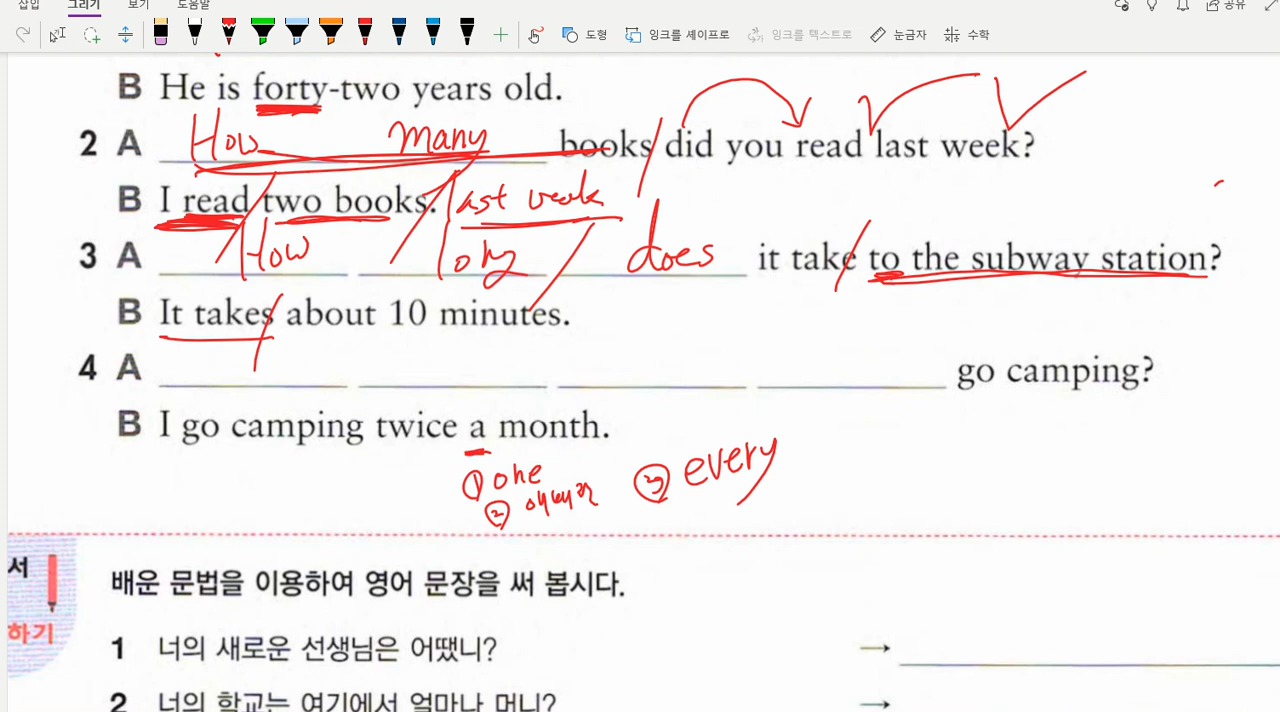 삽입 그리기 보기 도움말
도형 잉크를 셰이프로 잉크를 텍스트로 눈금자 수학 공유
B He is forty-two years old.
2 A How many books did you read last week?
B I read two books. last week
3 A How long does it take to the subway station?
B It takes about 10 minutes.
4 A go camping?
B I go camping twice a month.
① one ③ every
②
서 배운 문법을 이용하여 영어 문장을 써 봅시다.
하기
1 너의 새로운 선생님은 어땠니? →
2 너의 학교는 여기에서 얼마나 머니? →